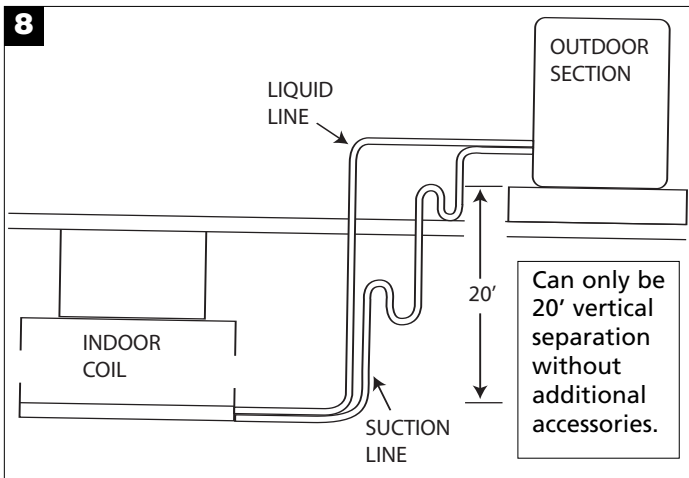 8
OUTDOOR
SECTION
LIQUID
LINE
20’
Can only be
20’ vertical
separation
without
additional
accessories.
INDOOR
COIL
SUCTION
LINE